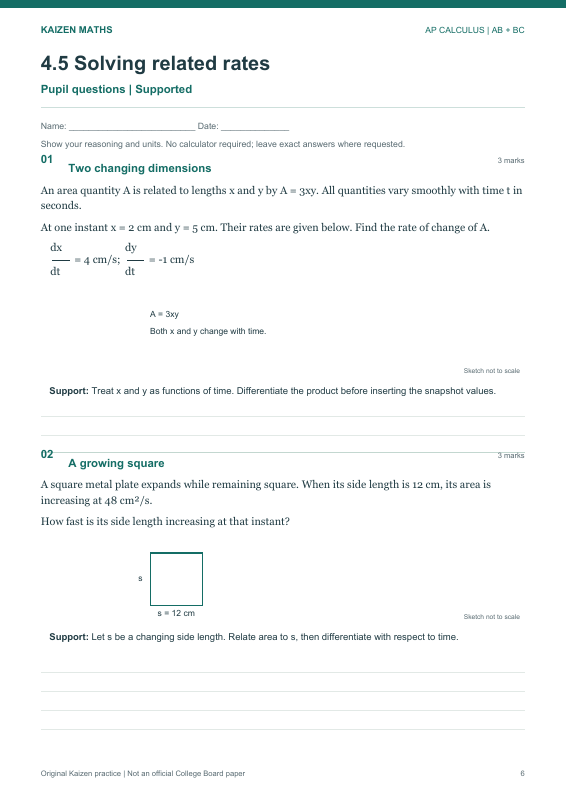 KAIZEN MATHS
AP CALCULUS | AB + BC
4.5 Solving related rates
Pupil questions | Supported
Name: __________________________ Date: ______________
Show your reasoning and units. No calculator required; leave exact answers where requested.
01
3 marks
Two changing dimensions
An area quantity A is related to lengths x and y by A = 3xy. All quantities vary smoothly with time t in
seconds.
At one instant x = 2 cm and y = 5 cm. Their rates are given below. Find the rate of change of A.
dx/dt = 4 cm/s; dy/dt = -1 cm/s
A = 3xy
Both x and y change with time.
Sketch not to scale
Support: Treat x and y as functions of time. Differentiate the product before inserting the snapshot values.
02
3 marks
A growing square
A square metal plate expands while remaining square. When its side length is 12 cm, its area is
increasing at 48 cm²/s.
How fast is its side length increasing at that instant?
s
s = 12 cm
Sketch not to scale
Support: Let s be a changing side length. Relate area to s, then differentiate with respect to time.
Original Kaizen practice | Not an official College Board paper
6